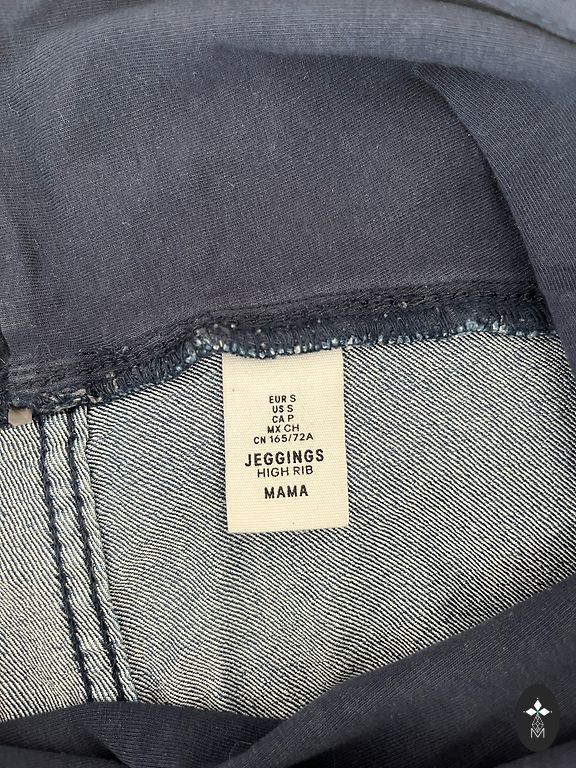 EUR S
US S
CA P
MX CH
CN 165/72A
JEGGINGS
HIGH RIB
MAMA